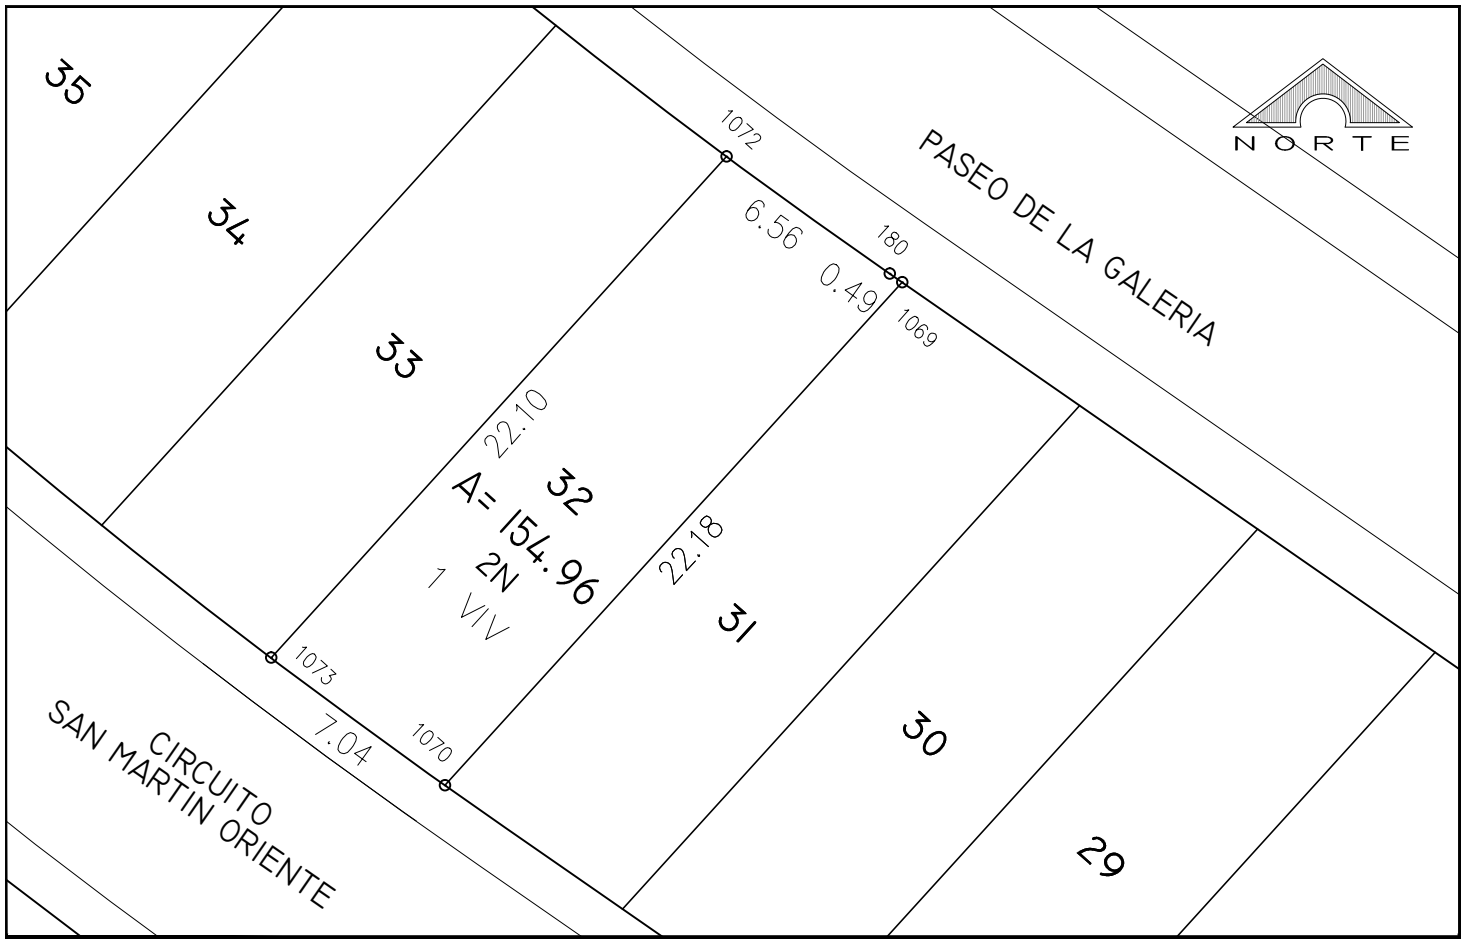 35
34
33
1072
6.56
180
0.49
1069
PASEO DE LA GALERIA
NORTE
22.10
32
A= 154.96
2N
1 VIV
22.18
31
30
29
1073
7.04
1070
CIRCUITO
SAN MARTIN ORIENTE